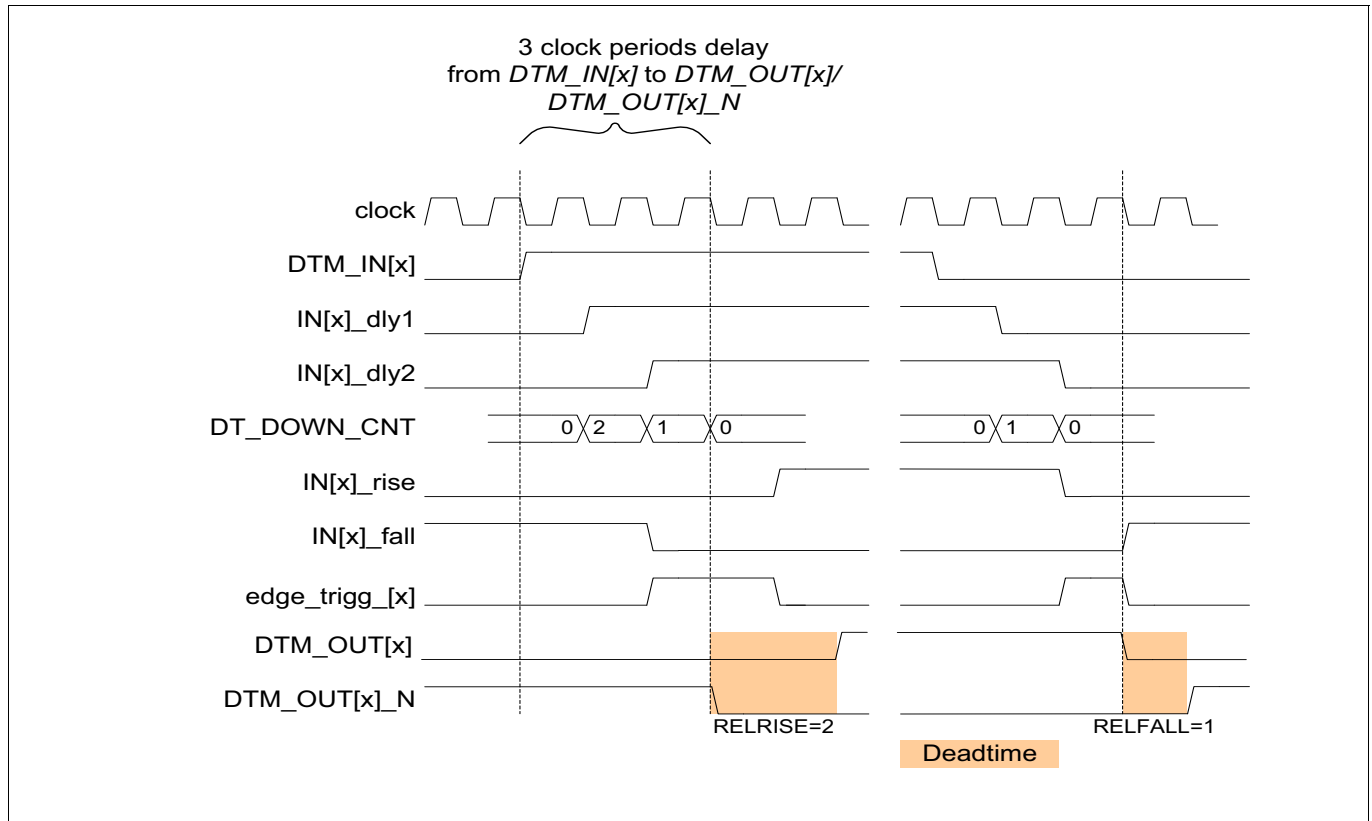 3 clock periods delay
from DTM_IN[x] to DTM_OUT[x]/
DTM_OUT[x]_N
clock
DTM_IN[x]
IN[x]_dly1
IN[x]_dly2
DT_DOWN_CNT 0 2 1 0 0 1 0
IN[x]_rise
IN[x]_fall
edge_trigg_[x]
DTM_OUT[x]
DTM_OUT[x]_N
RELRISE=2 RELFALL=1
Deadtime